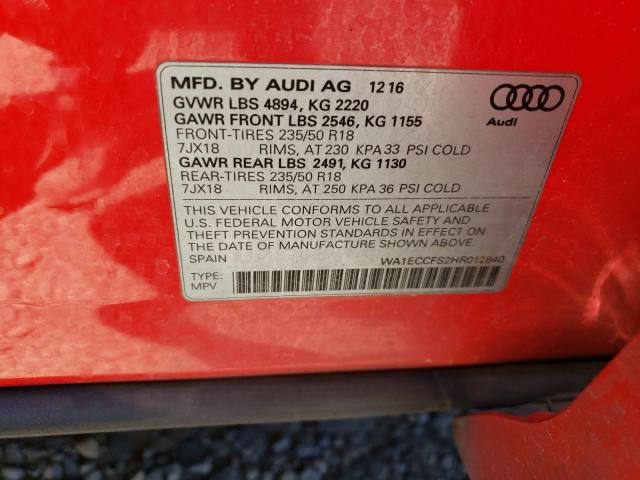 MFD. BY AUDI AG 12 16
GVWR LBS 4894, KG 2220
GAWR FRONT LBS 2546, KG 1155
FRONT-TIRES 235/50 R18
7JX18 RIMS, AT 230 KPA 33 PSI COLD
GAWR REAR LBS 2491, KG 1130
REAR-TIRES 235/50 R18
7JX18 RIMS, AT 250 KPA 36 PSI COLD
Audi
THIS VEHICLE CONFORMS TO ALL APPLICABLE
U.S. FEDERAL MOTOR VEHICLE SAFETY AND
THEFT PREVENTION STANDARDS IN EFFECT ON
THE DATE OF MANUFACTURE SHOWN ABOVE.
SPAIN WA1ECCFS2HR012840
TYPE:
MPV